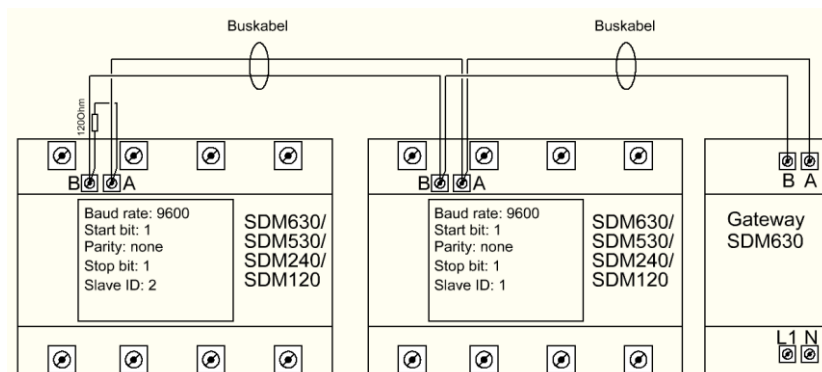 Buskabel
Buskabel
120Ohm
B A
B A
B A
Baud rate: 9600
Start bit: 1
Parity: none
Stop bit: 1
Slave ID: 2
SDM630/
SDM530/
SDM240/
SDM120
Baud rate: 9600
Start bit: 1
Parity: none
Stop bit: 1
Slave ID: 1
SDM630/
SDM530/
SDM240/
SDM120
Gateway
SDM630
L1 N